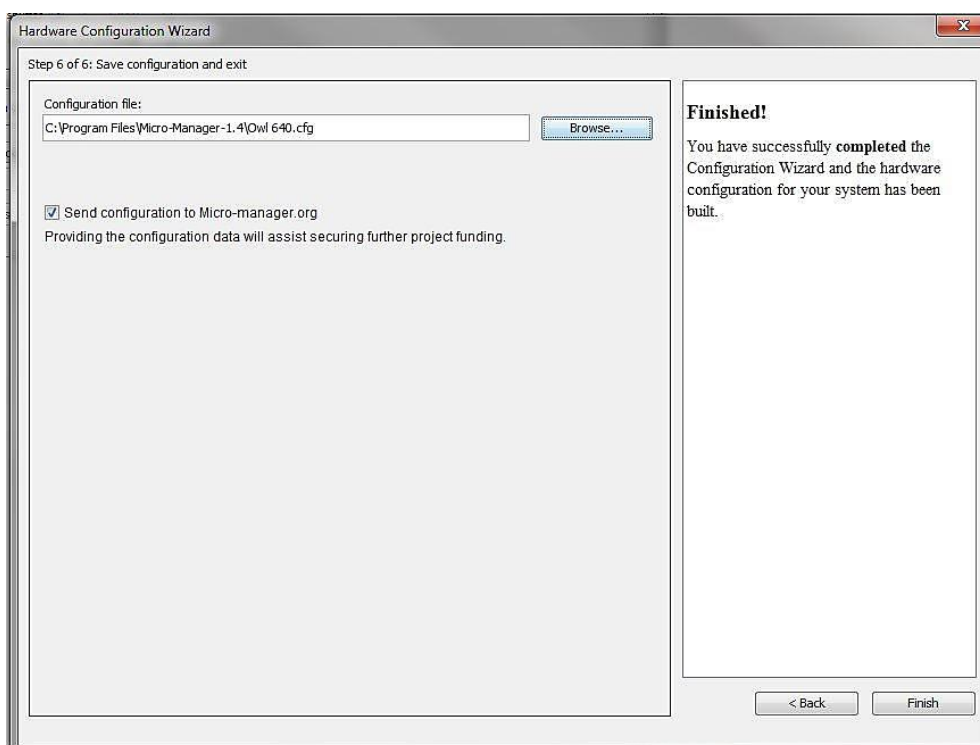 Hardware Configuration Wizard
Step 6 of 6: Save configuration and exit
Configuration file:
C:\Program Files\Micro-Manager-1.4\Owl 640.cfg
Browse...
Send configuration to Micro-manager.org
Providing the configuration data will assist securing further project funding.
Finished!
You have successfully completed the
Configuration Wizard and the hardware
configuration for your system has been
built.
< Back
Finish